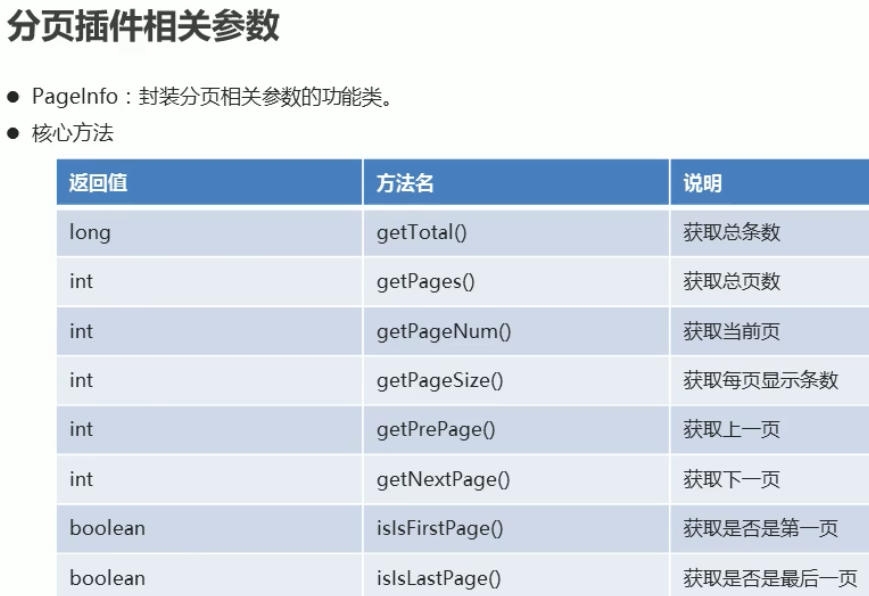 分页插件相关参数
● PageInfo：封装分页相关参数的功能类。
● 核心方法
返回值 方法名 说明
long getTotal() 获取总条数
int getPages() 获取总页数
int getPageNum() 获取当前页
int getPageSize() 获取每页显示条数
int getPrePage() 获取上一页
int getNextPage() 获取下一页
boolean isIsFirstPage() 获取是否是第一页
boolean isIsLastPage() 获取是否是最后一页